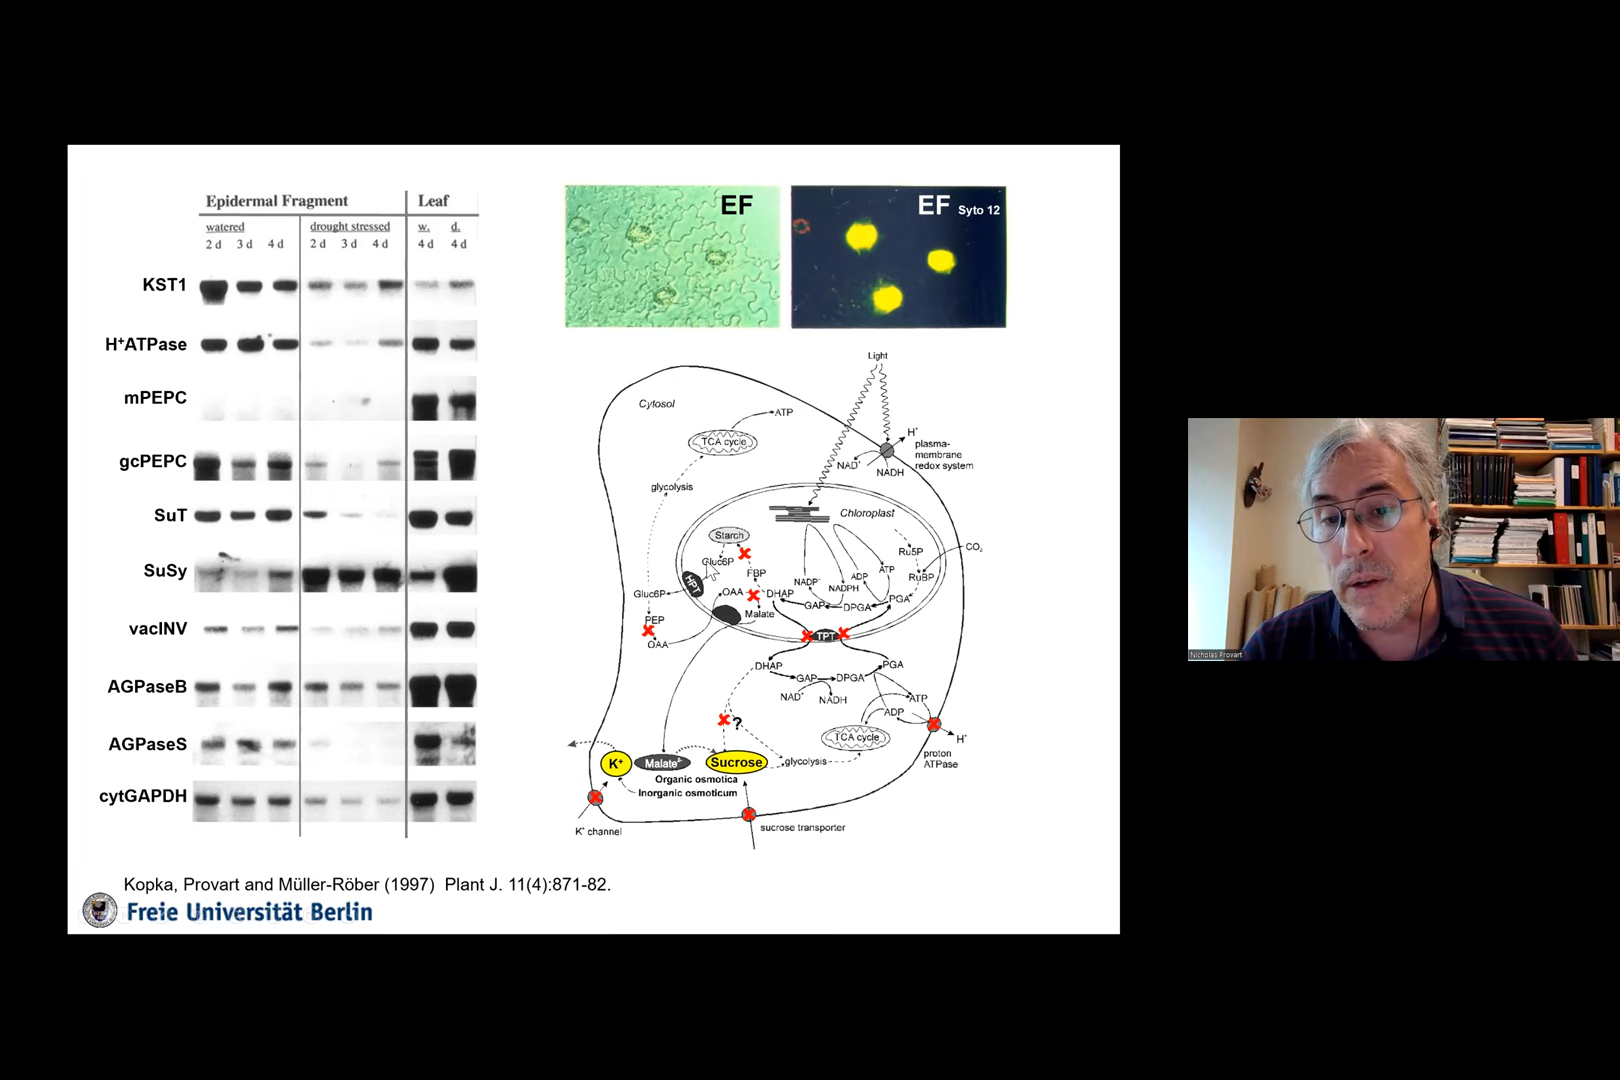 Epidermal Fragment
Leaf
watered
drought stressed
w.
d.
2 d
3 d
4 d
2 d
3 d
4 d
4 d
4 d
KST1
H⁺ATPase
mPEPC
gcPEPC
SuT
SuSy
vacINV
AGPaseB
AGPaseS
cytGAPDH
EF
EF Syto 12
Light
Cytosol
ATP
TCA cycle
H⁺
plasma-
membrane
redox system
NAD⁺
NADH
glycolysis
Chloroplast
Starch
Gluc6P
FBP
HPT
Gluc6P
OAA
DHAP
Malate
PEP
OAA
NADP⁺
NADPH
ADP
ATP
Ru5P
RuBP
CO₂
GAP
DPGA
PGA
TPT
DHAP
PGA
GAP
DPGA
NAD⁺
NADH
ATP
ADP
?
TCA cycle
H⁺
proton
ATPase
K⁺
Malate²⁻
Sucrose
glycolysis
Organic osmotica
Inorganic osmoticum
K⁺ channel
sucrose transporter
Kopka, Provart and Müller-Röber (1997) Plant J. 11(4):871-82.
Freie Universität Berlin
Nicholas Provart